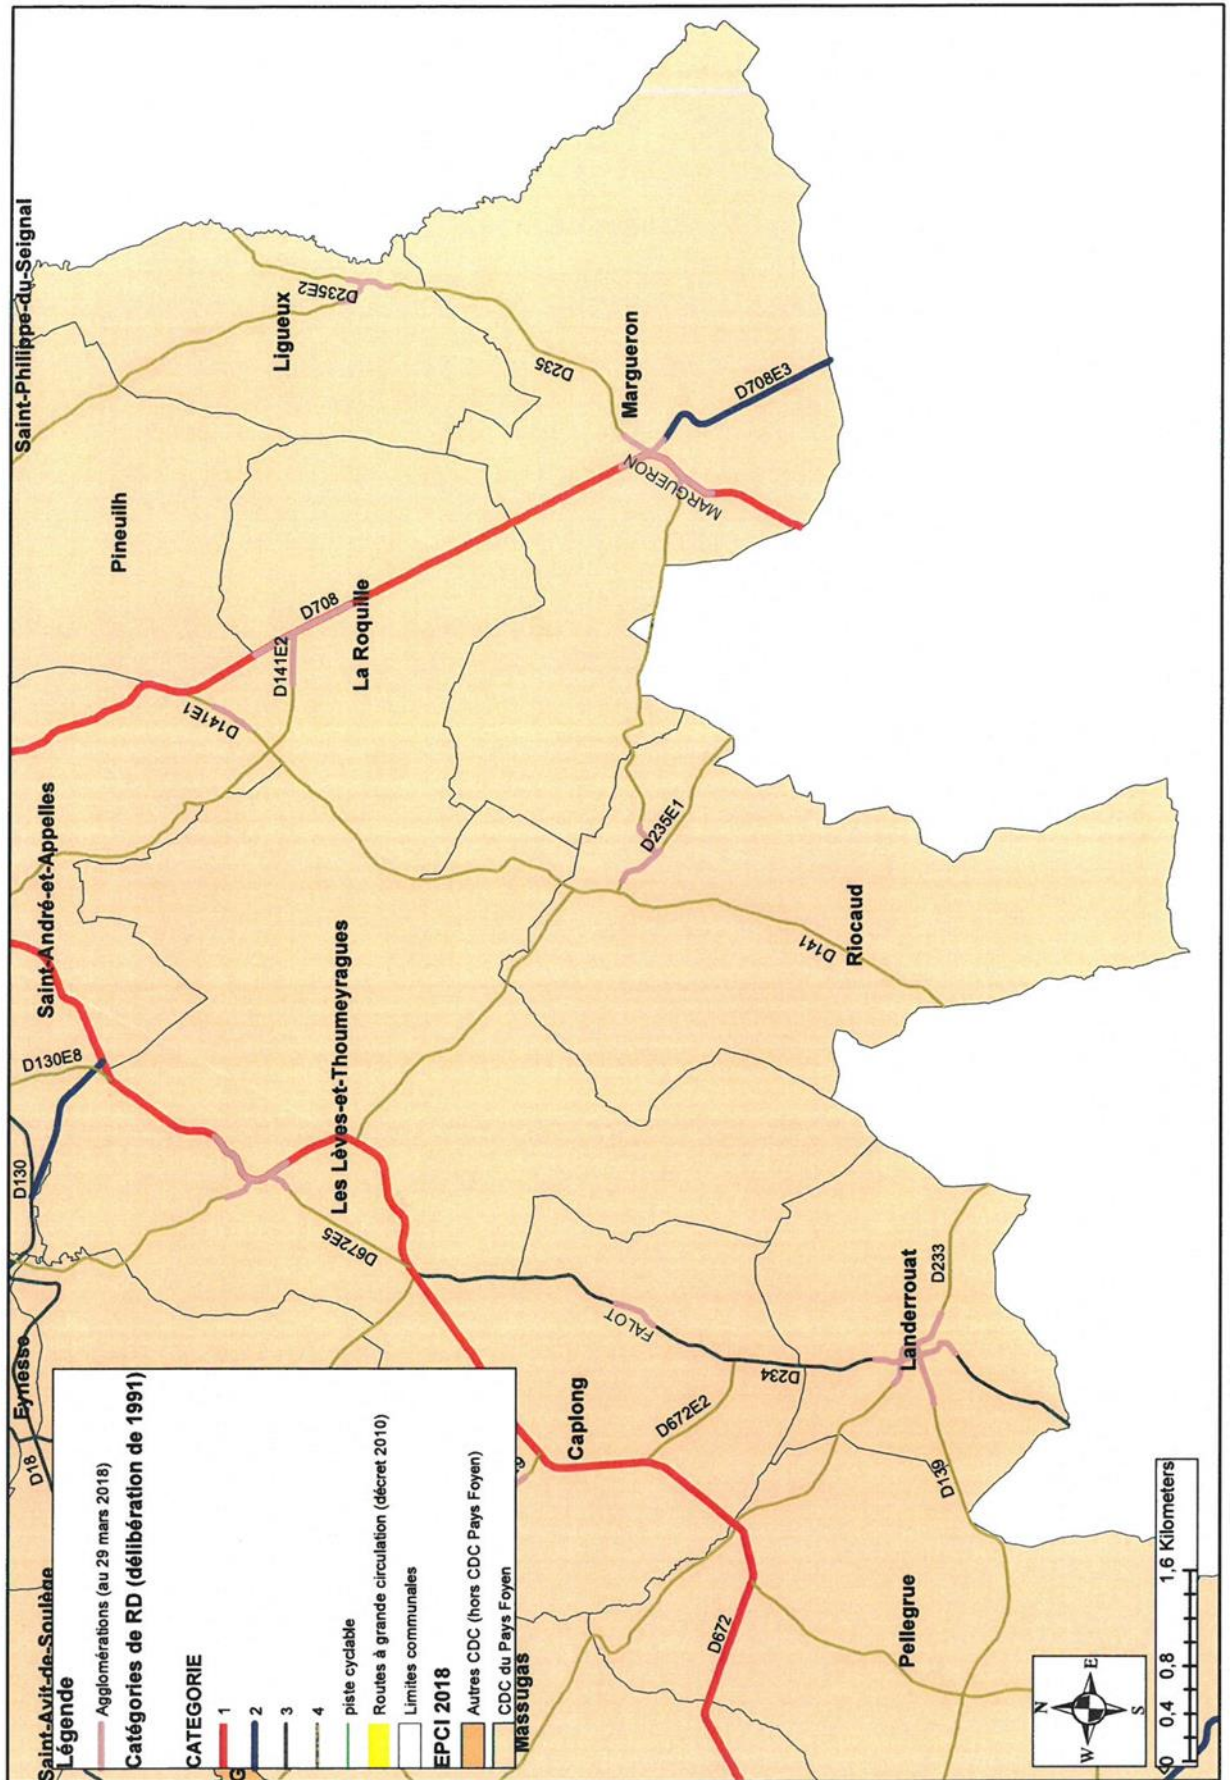 Saint-Philippe-du-Seignal
Ligueux
D235E2
Pineuilh
D235
Margueron
D708E3
MARGUERON
D708
La Roquille
D141E2
D141E1
Saint-André-et-Appelles
D235E1
Riocaud
D141
D130E8
D130
Les Lèves-et-Thoumeyragues
D672E5
Landerrouat
D233
FALOT
D234
D672E2
Caplong
D139
Eynesse
D18
Pellegrue
D672
Saint-Avit-de-Soulège
Massugas
Légende
Agglomérations (au 29 mars 2018)
Catégories de RD (délibération de 1991)
CATEGORIE
1
2
3
4
piste cyclable
Routes à grande circulation (décret 2010)
Limites communales
EPCI 2018
Autres CDC (hors CDC Pays Foyen)
CDC du Pays Foyen
N
E
S
W
0 0,4 0,8 1,6 Kilometers